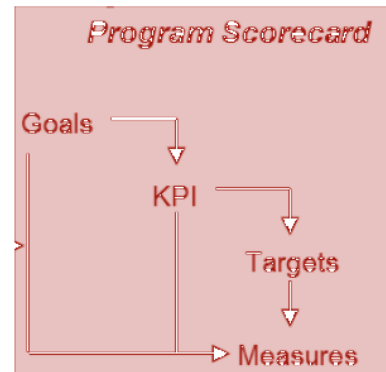 Program Scorecard
Goals
KPI
Targets
Measures